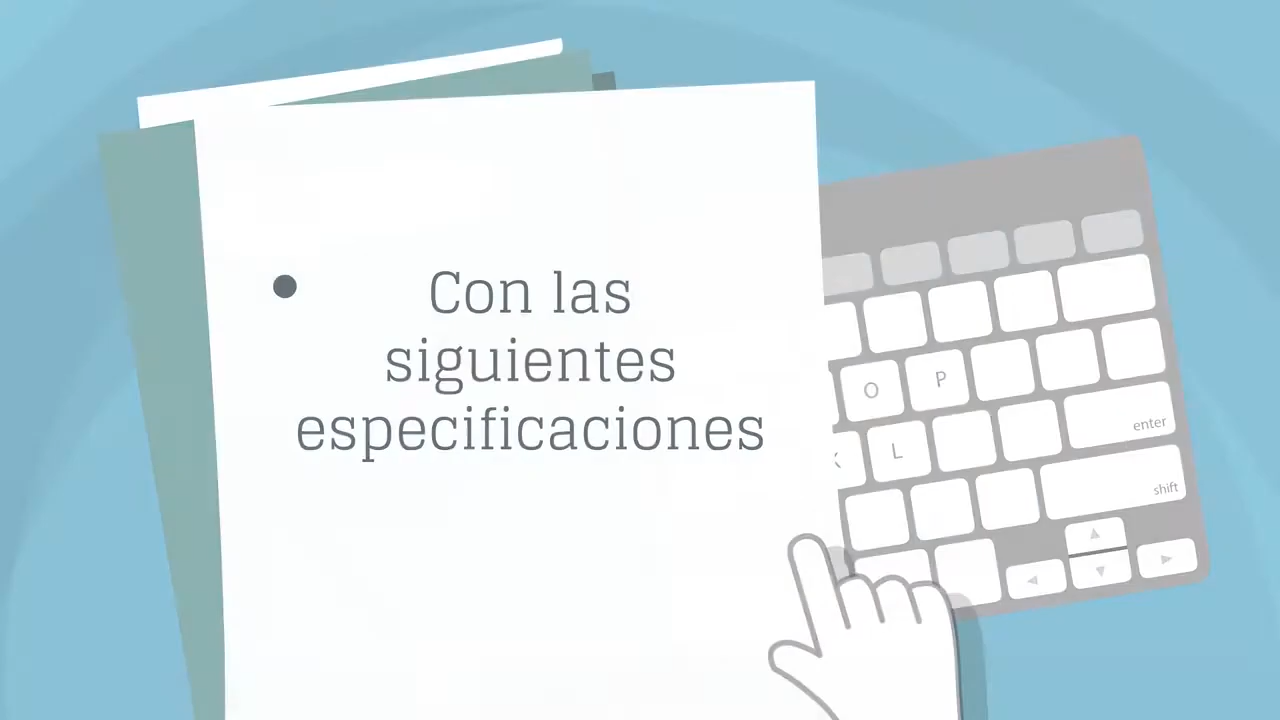 Con las
siguientes
especificaciones
O
P
L
enter
shift